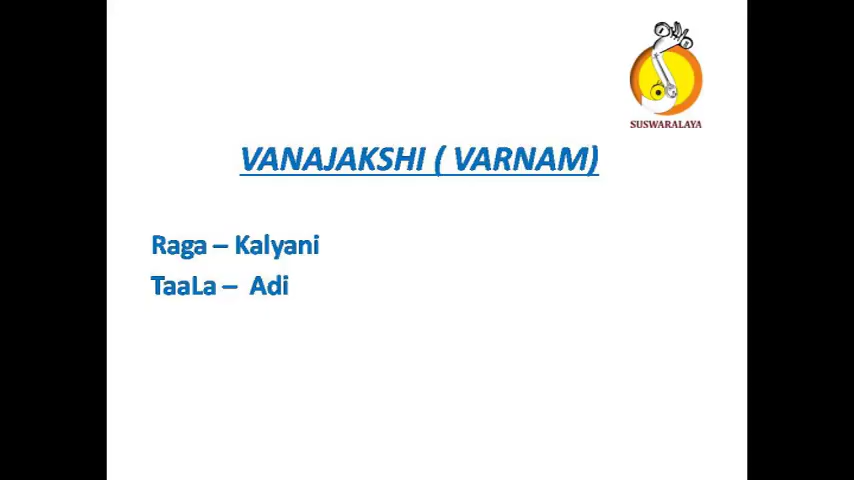 SUSWARALAYA
VANAJAKSHI ( VARNAM)
Raga – Kalyani
TaaLa – Adi